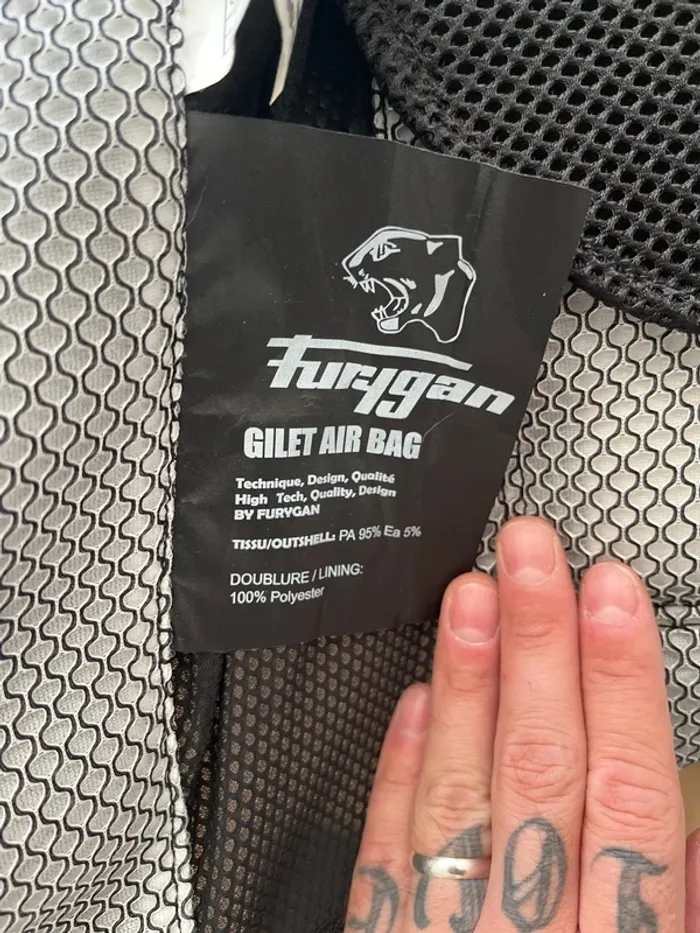 furygan
GILET AIR BAG
Technique, Design, Qualité
High Tech, Quality, Design
BY FURYGAN
TISSU/OUTSHELL: PA 95% Ea 5%
DOUBLURE / LINING:
100% Polyester